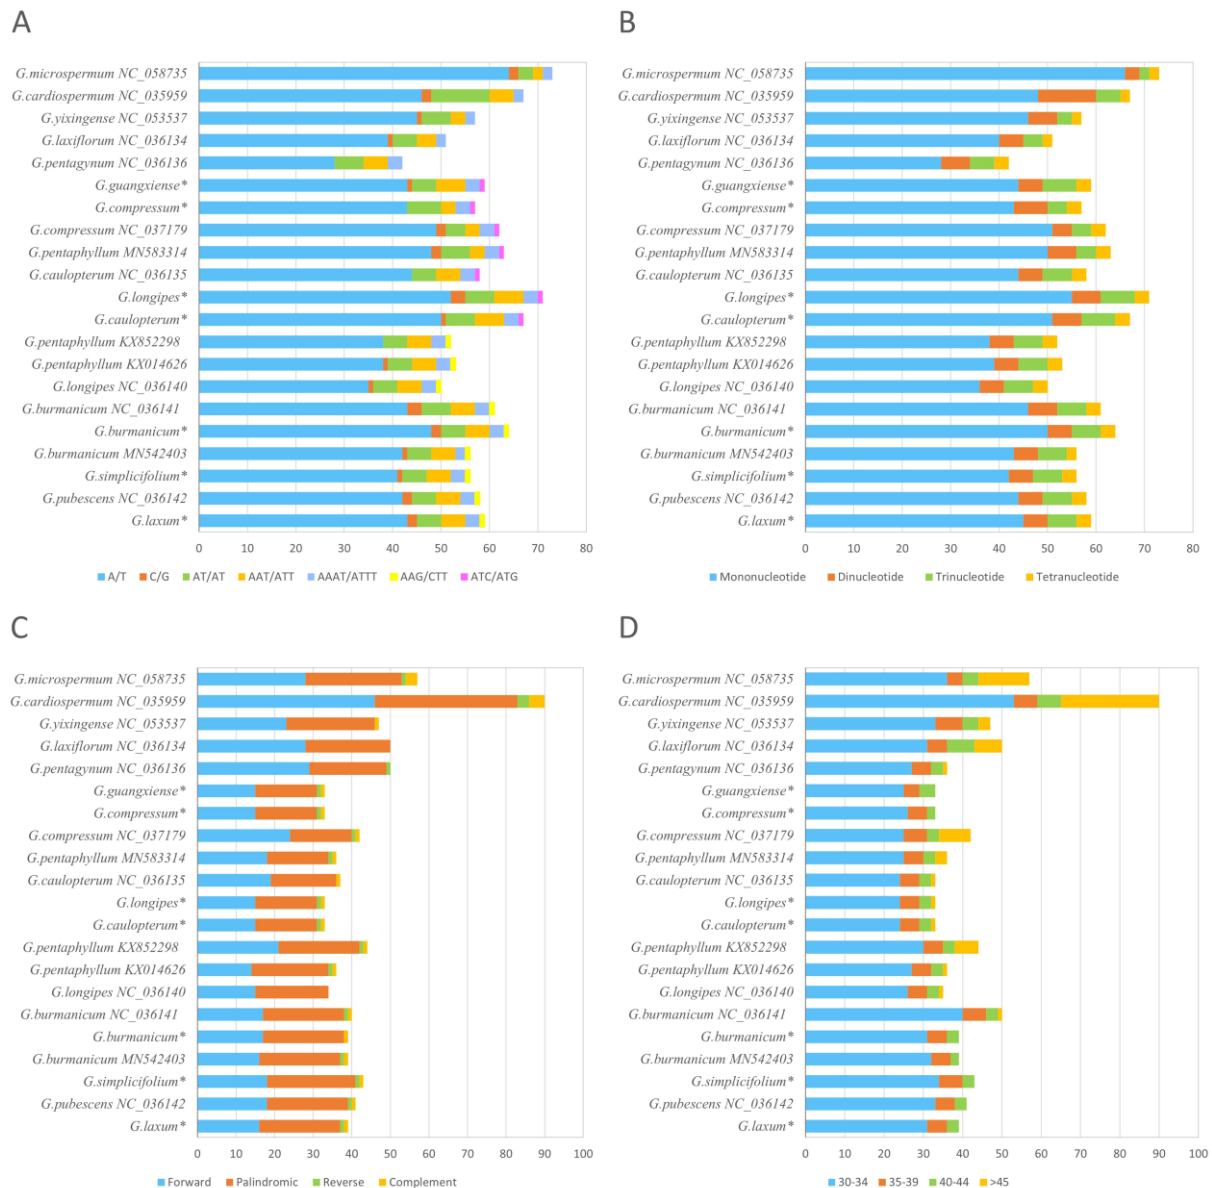 A
G.microspermum NC_058735
G.cardiospermum NC_035959
G.yixingense NC_053537
G.laxiflorum NC_036134
G.pentagynum NC_036136
G.guangxiense*
G.compressum*
G.compressum NC_037179
G.pentaphyllum MN583314
G.caulopterum NC_036135
G.longipes*
G.caulopterum*
G.pentaphyllum KX852298
G.pentaphyllum KX014626
G.longipes NC_036140
G.burmanicum NC_036141
G.burmanicum*
G.burmanicum MN542403
G.simplicifolium*
G.pubescens NC_036142
G.laxum*
0 10 20 30 40 50 60 70 80
A/T C/G AT/AT AAT/ATT AAAT/ATTT AAG/CTT ATC/ATG
B
G.microspermum NC_058735
G.cardiospermum NC_035959
G.yixingense NC_053537
G.laxiflorum NC_036134
G.pentagynum NC_036136
G.guangxiense*
G.compressum*
G.compressum NC_037179
G.pentaphyllum MN583314
G.caulopterum NC_036135
G.longipes*
G.caulopterum*
G.pentaphyllum KX852298
G.pentaphyllum KX014626
G.longipes NC_036140
G.burmanicum NC_036141
G.burmanicum*
G.burmanicum MN542403
G.simplicifolium*
G.pubescens NC_036142
G.laxum*
0 10 20 30 40 50 60 70 80
Mononucleotide Dinucleotide Trinucleotide Tetranucleotide
C
G.microspermum NC_058735
G.cardiospermum NC_035959
G.yixingense NC_053537
G.laxiflorum NC_036134
G.pentagynum NC_036136
G.guangxiense*
G.compressum*
G.compressum NC_037179
G.pentaphyllum MN583314
G.caulopterum NC_036135
G.longipes*
G.caulopterum*
G.pentaphyllum KX852298
G.pentaphyllum KX014626
G.longipes NC_036140
G.burmanicum NC_036141
G.burmanicum*
G.burmanicum MN542403
G.simplicifolium*
G.pubescens NC_036142
G.laxum*
0 10 20 30 40 50 60 70 80 90 100
Forward Palindromic Reverse Complement
D
G.microspermum NC_058735
G.cardiospermum NC_035959
G.yixingense NC_053537
G.laxiflorum NC_036134
G.pentagynum NC_036136
G.guangxiense*
G.compressum*
G.compressum NC_037179
G.pentaphyllum MN583314
G.caulopterum NC_036135
G.longipes*
G.caulopterum*
G.pentaphyllum KX852298
G.pentaphyllum KX014626
G.longipes NC_036140
G.burmanicum NC_036141
G.burmanicum*
G.burmanicum MN542403
G.simplicifolium*
G.pubescens NC_036142
G.laxum*
0 10 20 30 40 50 60 70 80 90 100
30-34 35-39 40-44 >45